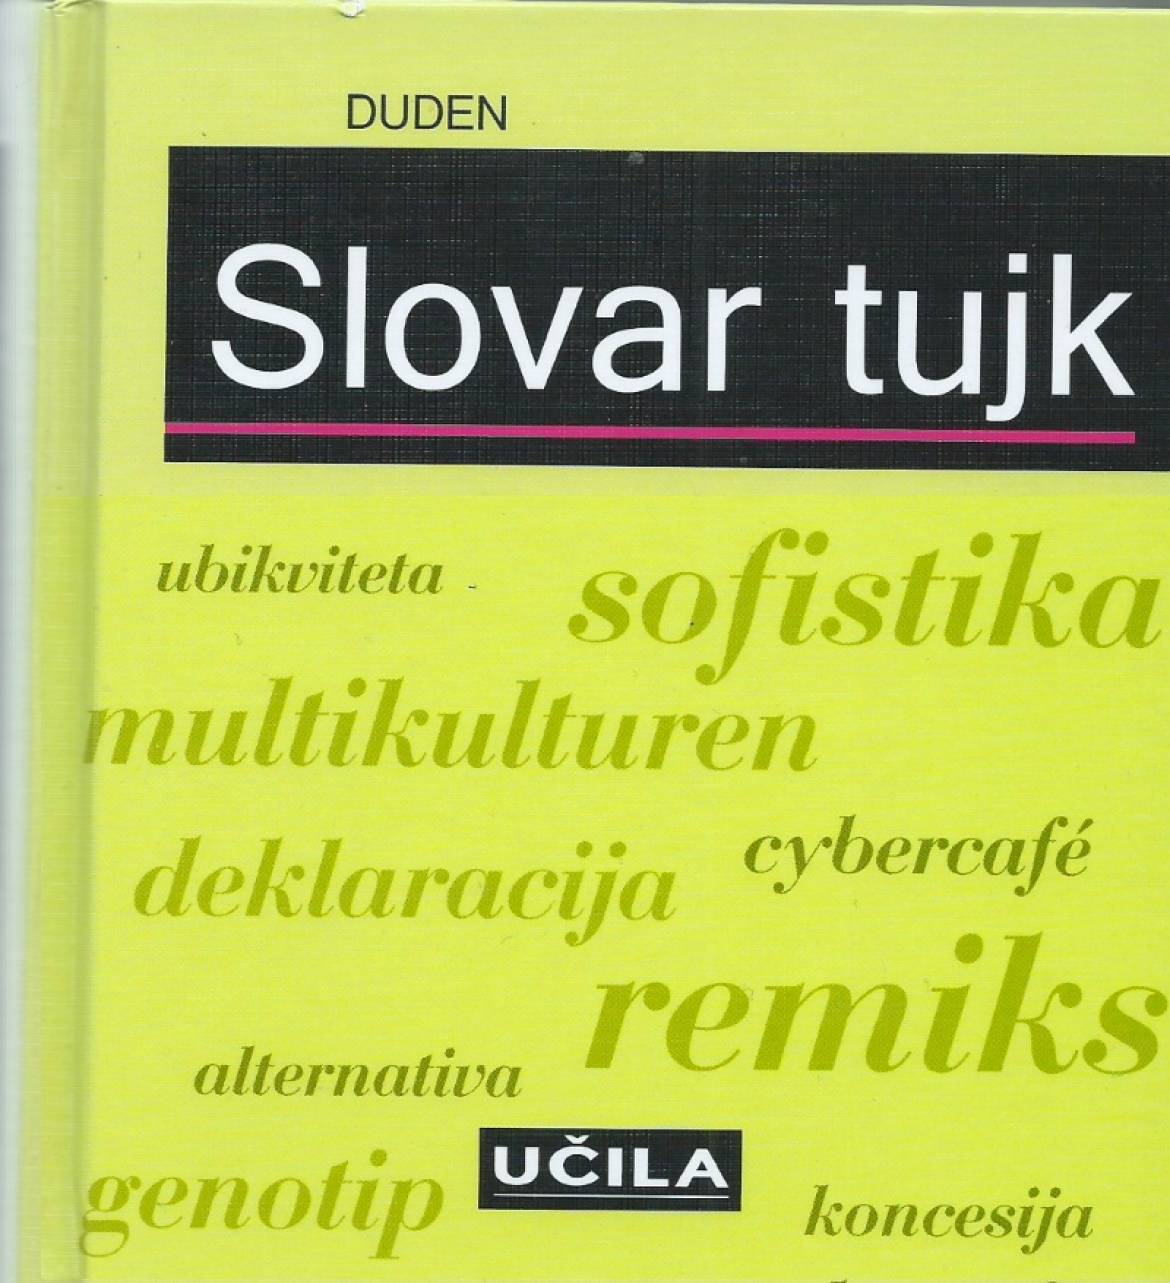 DUDEN
Slovar tujk
ubikviteta
sofistika
multikulturen
deklaracija
cybercafé
remiks
alternativa
genotip
UČILA
koncesija